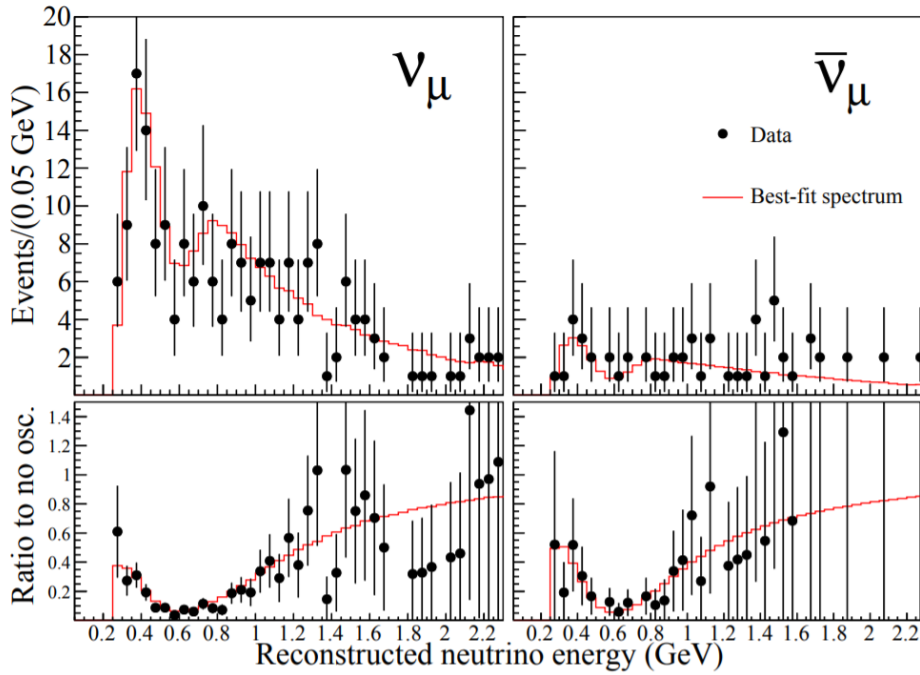 20
18
16
14
12
10
8
6
4
2
Events/(0.05 GeV)
νμ
ν̅μ
Data
Best-fit spectrum
1.4
1.2
1
0.8
0.6
0.4
0.2
Ratio to no osc.
0.2 0.4 0.6 0.8 1 1.2 1.4 1.6 1.8 2 2.2
0.2 0.4 0.6 0.8 1 1.2 1.4 1.6 1.8 2 2.2
Reconstructed neutrino energy (GeV)